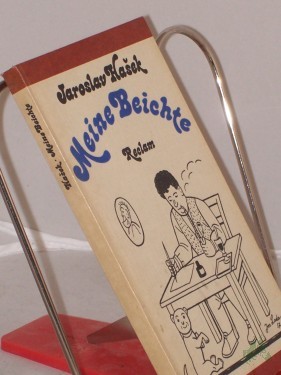 Jaroslav Hašek
Meine Beichte
Reclam
Hašek, Meine Beichte